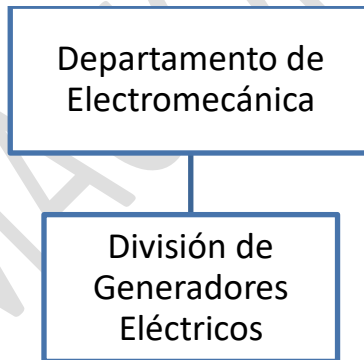 Departamento de
Electromecánica
División de
Generadores
Eléctricos